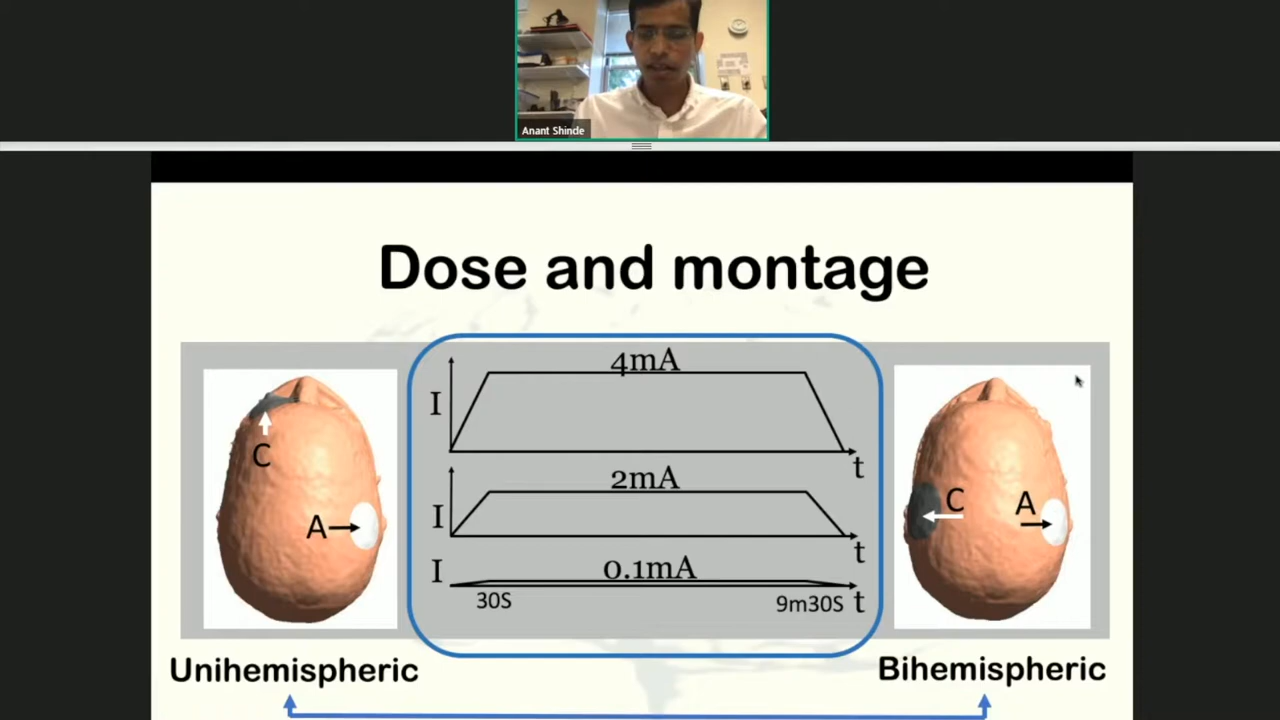 Anant Shinde
Dose and montage
C
A
4mA
I
t
2mA
I
t
0.1mA
I
30S
9m30S
t
C
A
Unihemispheric
Bihemispheric